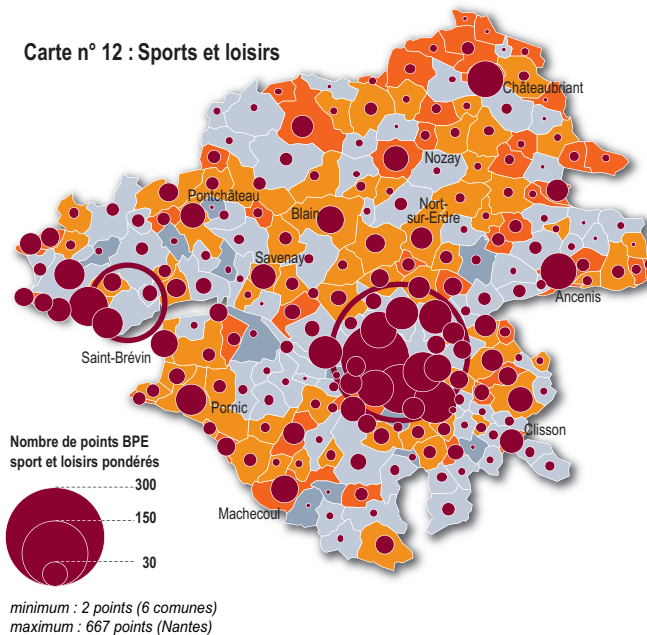 Carte n° 12 : Sports et loisirs
Châteaubriant
Nozay
Pontchâteau
Blain
Nort-
sur-Erdre
Savenay
Ancenis
Saint-Brévin
Pornic
Clisson
Machecoul
Nombre de points BPE
sport et loisirs pondérés
300
150
30
minimum : 2 points (6 comunes)
maximum : 667 points (Nantes)